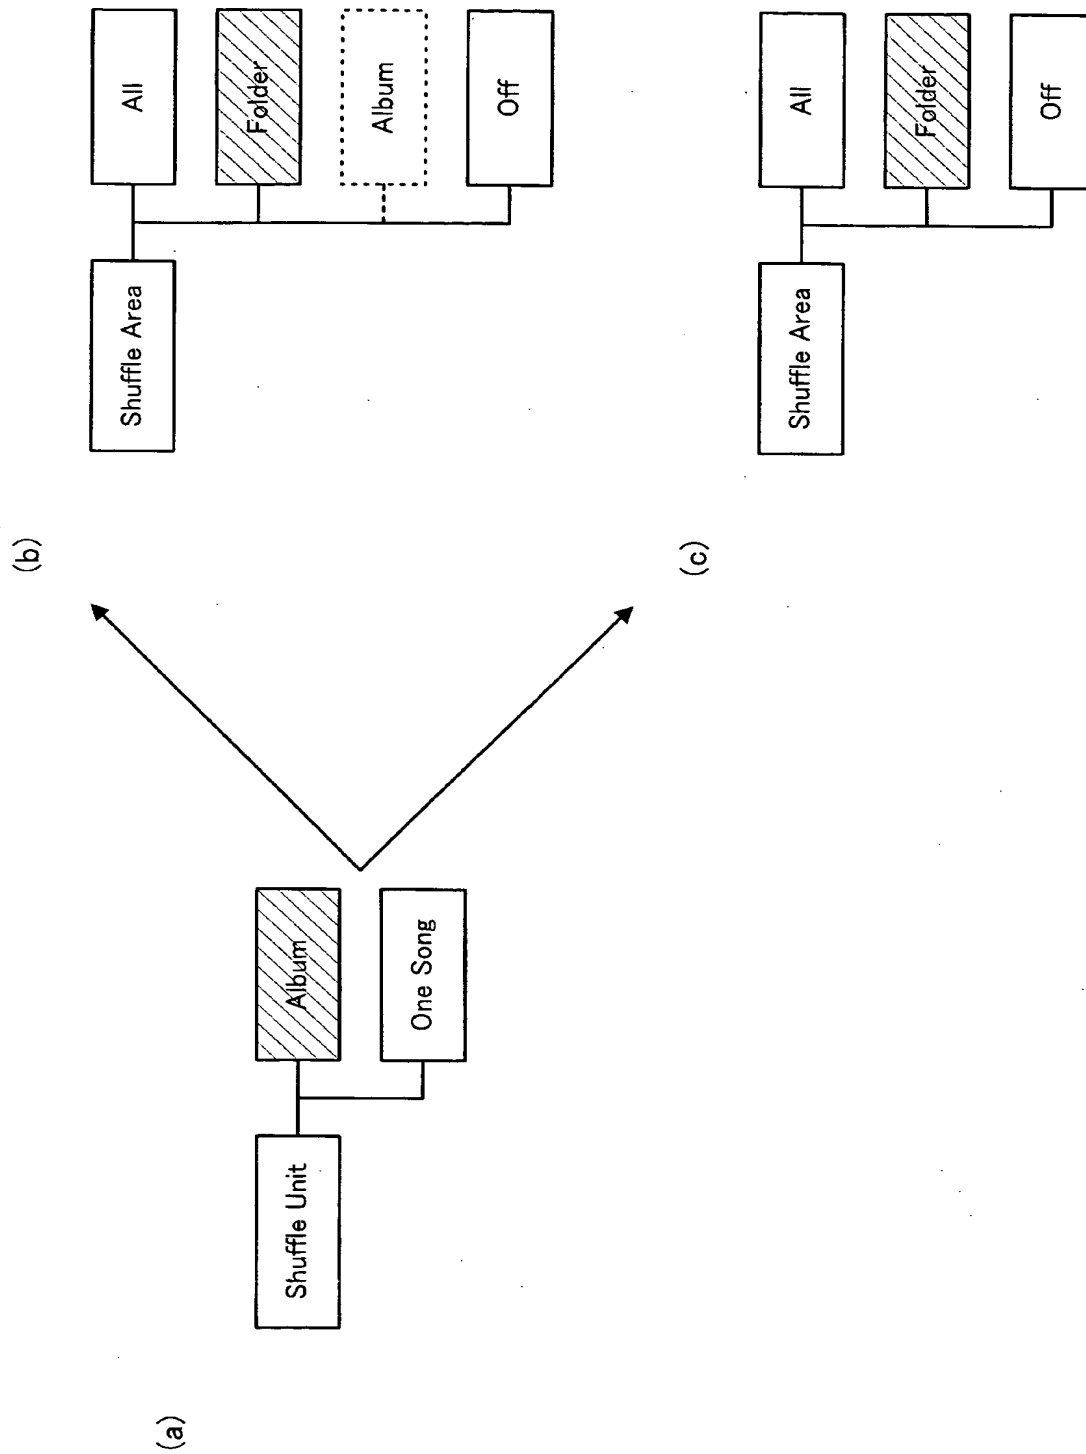 (a)
Shuffle Unit
Album
One Song
(b)
Shuffle Area
All
Folder
Album
Off
(c)
Shuffle Area
All
Folder
Off